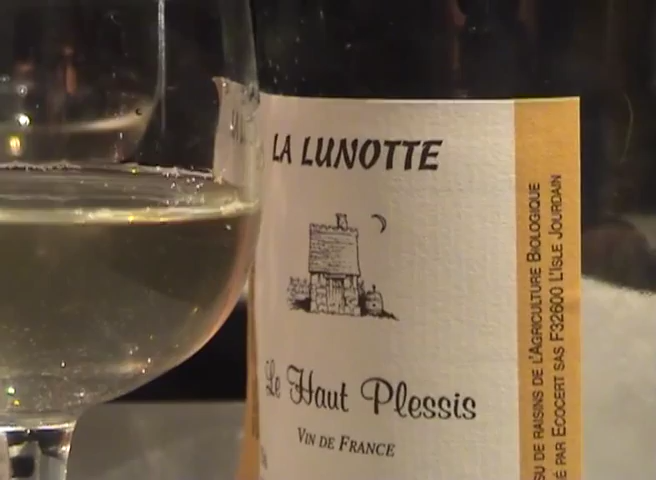 LA LUNOTTE
Le Haut Plessis
VIN DE FRANCE
SU DE RAISINS DE L'AGRICULTURE BIOLOGIQUE
É PAR ECOCERT SAS F32600 L'ISLE JOURDAIN